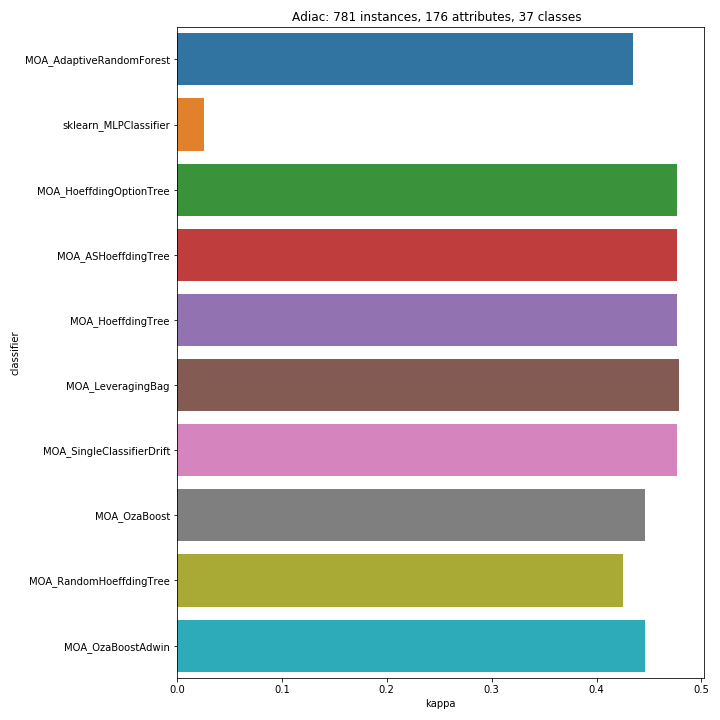 Adiac: 781 instances, 176 attributes, 37 classes
MOA_AdaptiveRandomForest
sklearn_MLPClassifier
MOA_HoeffdingOptionTree
MOA_ASHoeffdingTree
MOA_HoeffdingTree
MOA_LeveragingBag
MOA_SingleClassifierDrift
MOA_OzaBoost
MOA_RandomHoeffdingTree
MOA_OzaBoostAdwin
classifier
0.0 0.1 0.2 0.3 0.4 0.5
kappa